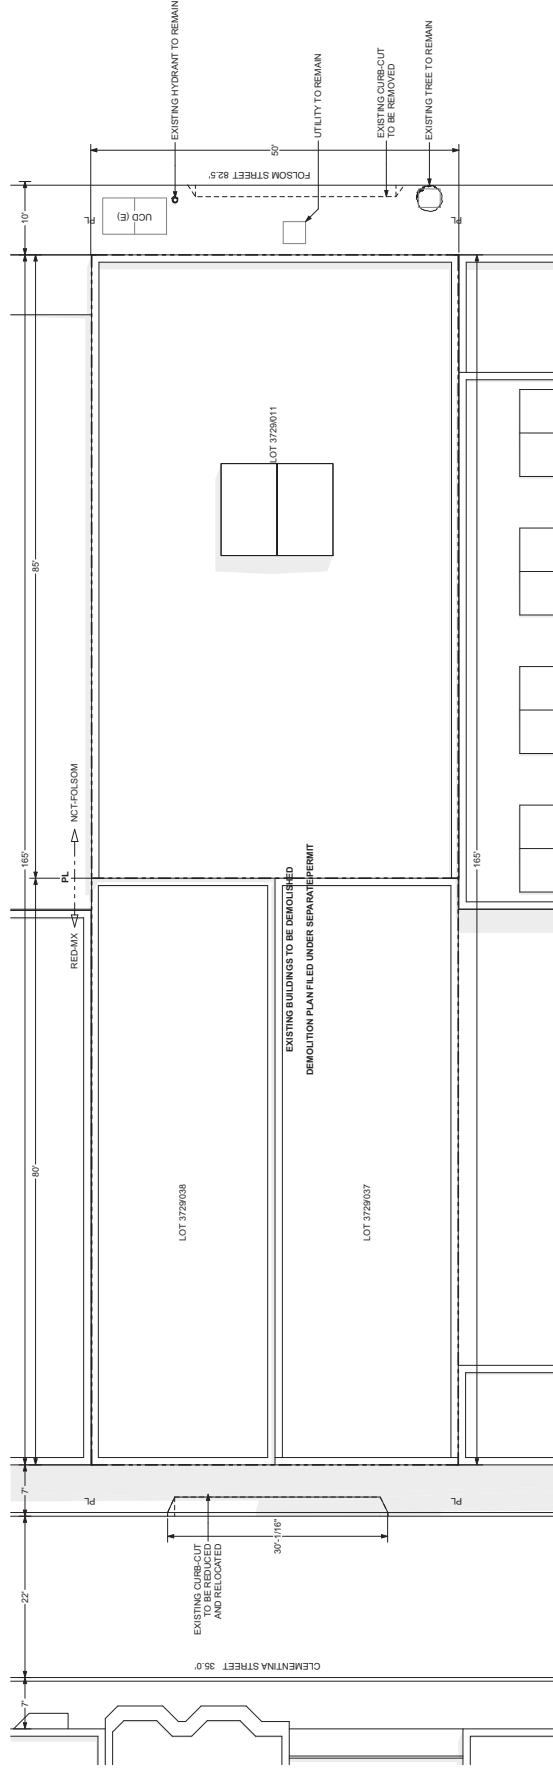 EXISTING HYDRANT TO REMAIN
UTILITY TO REMAIN
EXISTING CURB-CUT
TO BE REMOVED
EXISTING TREE TO REMAIN
50'
FOLSOM STREET 82.5'
10'
PL
UCD (E)
PL
LOT 3729/011
85'
165'
NCT-FOLSOM
PL
RED-MX
165'
EXISTING BUILDINGS TO BE DEMOLISHED
DEMOLITION PLAN FILED UNDER SEPARATE PERMIT
80'
LOT 3729/038
LOT 3729/037
7'
PL
PL
30'-1/16"
EXISTING CURB-CUT
TO BE REDUCED
AND RELOCATED
22'
CLEMENTINA STREET 35.0'
7'